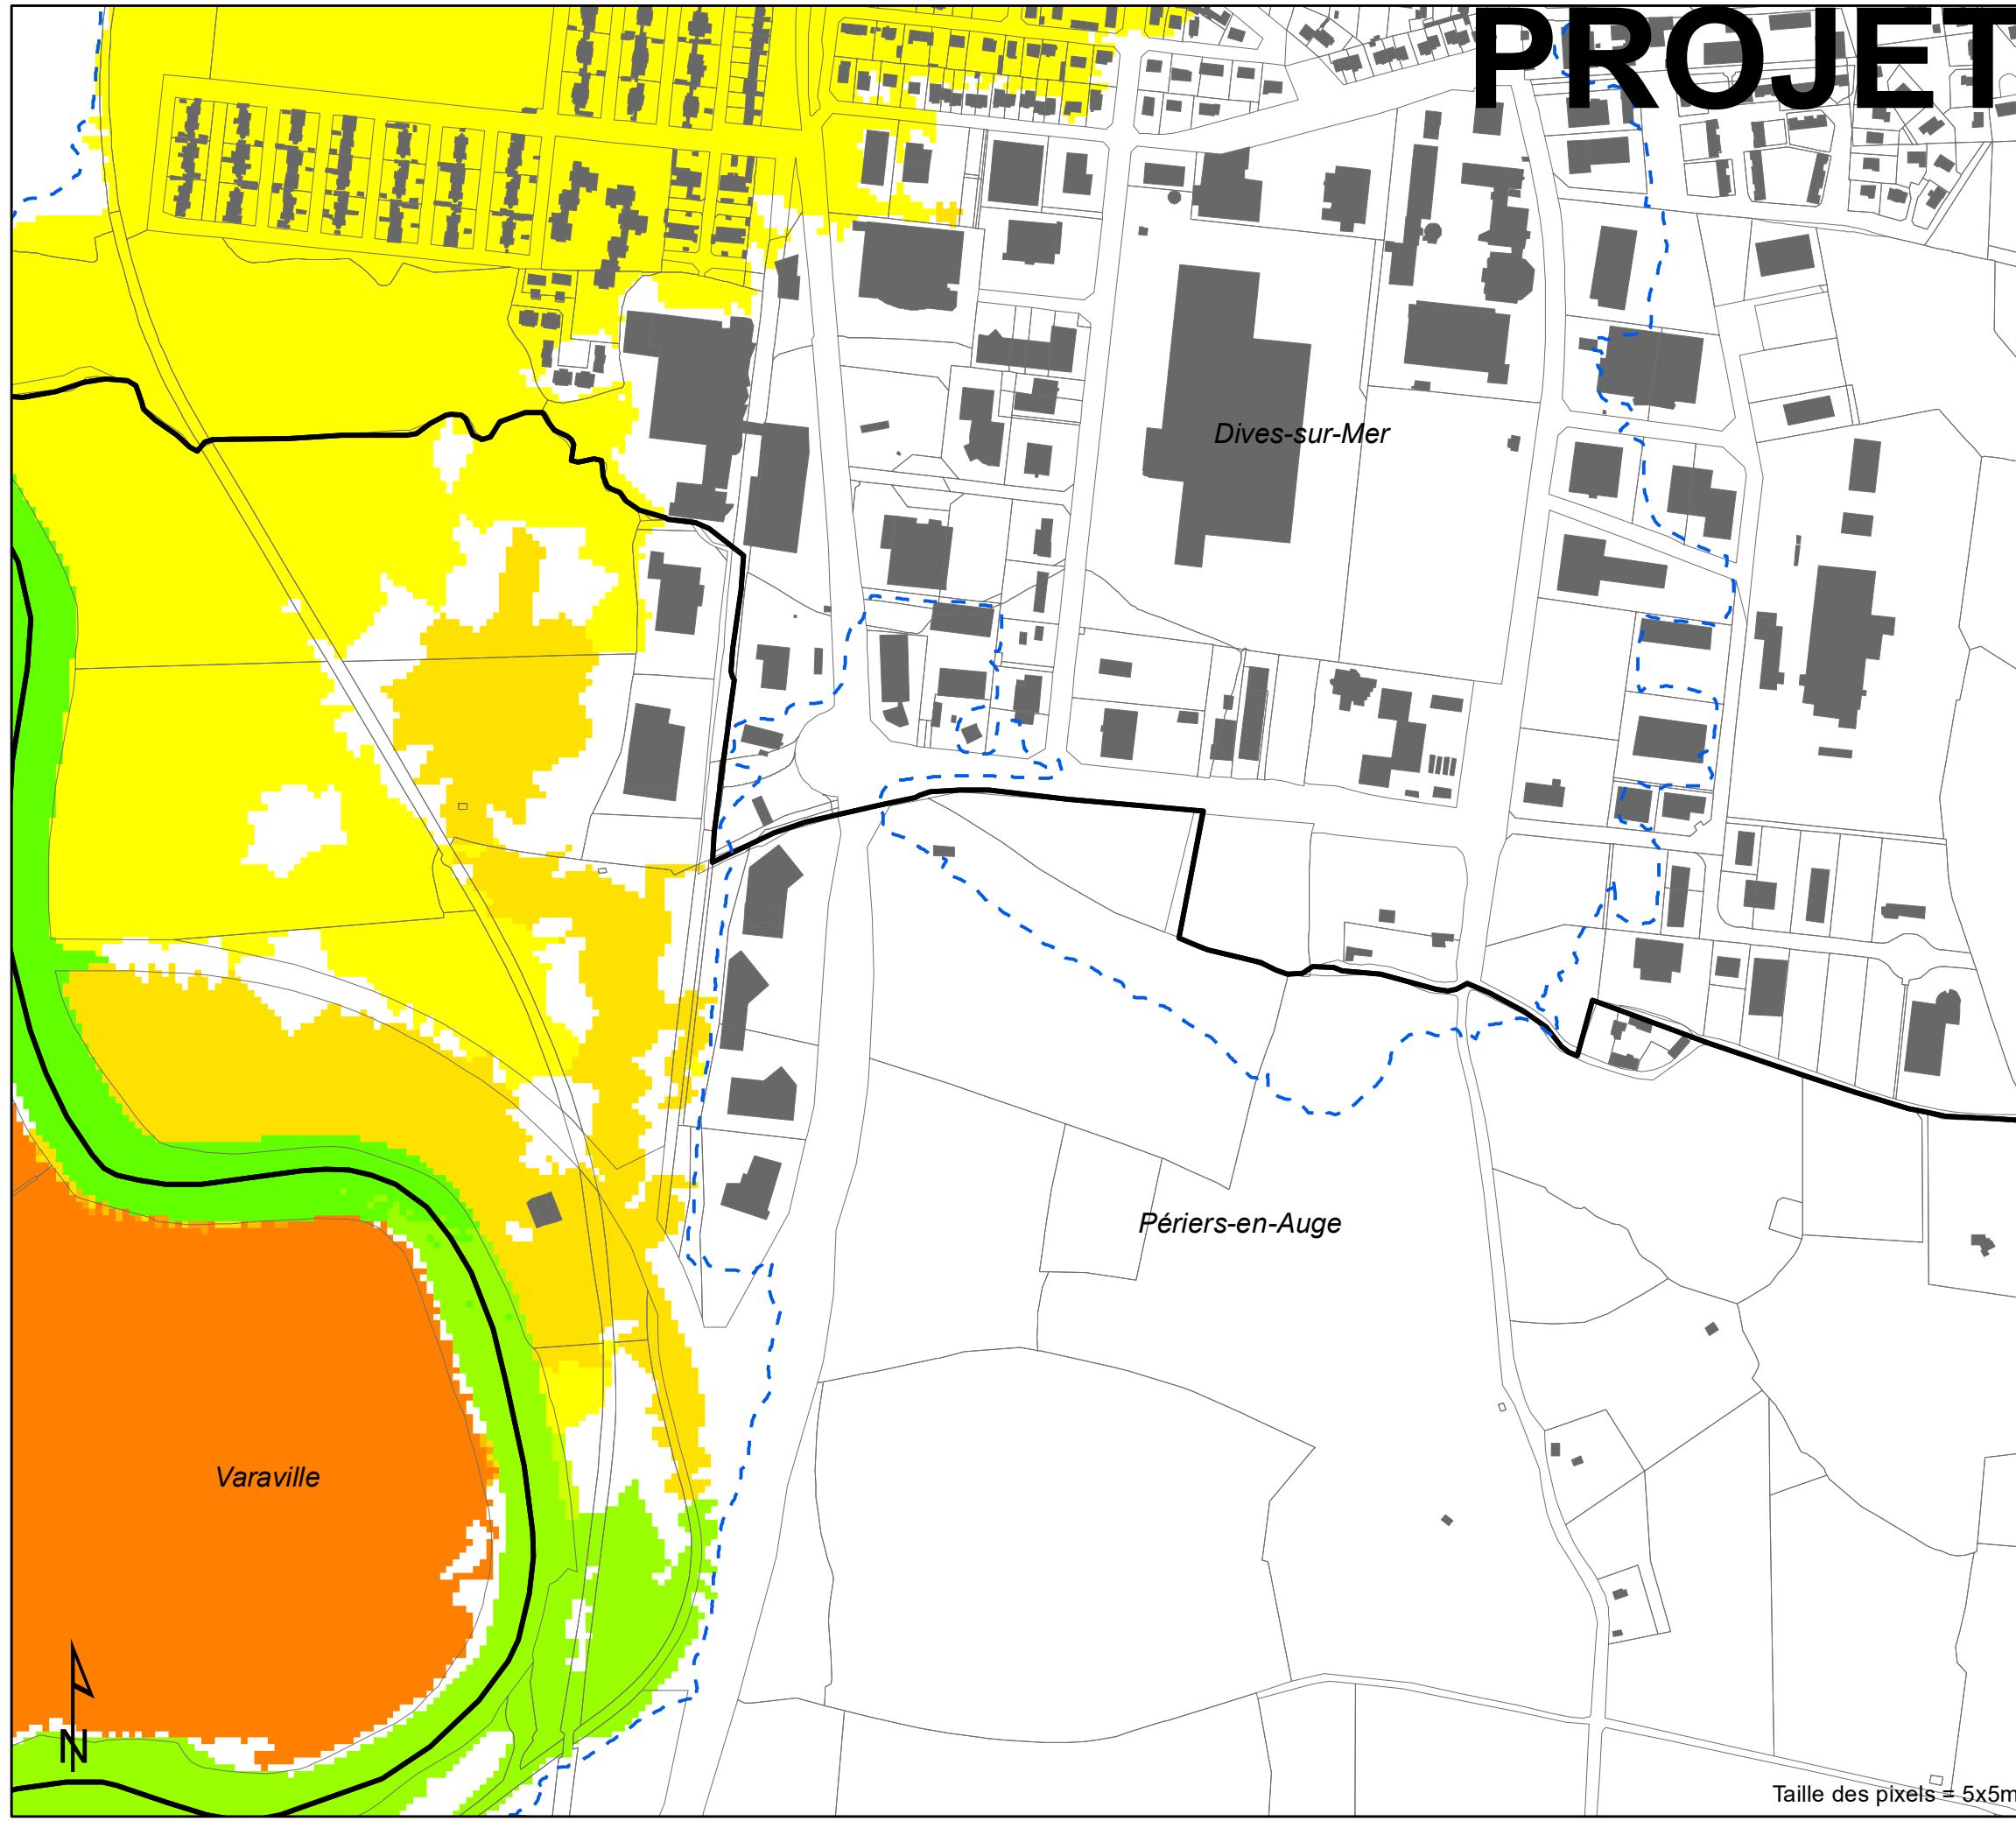 PROJET
Dives-sur-Mer
Périers-en-Auge
Varaville
N
Taille des pixels = 5x5m